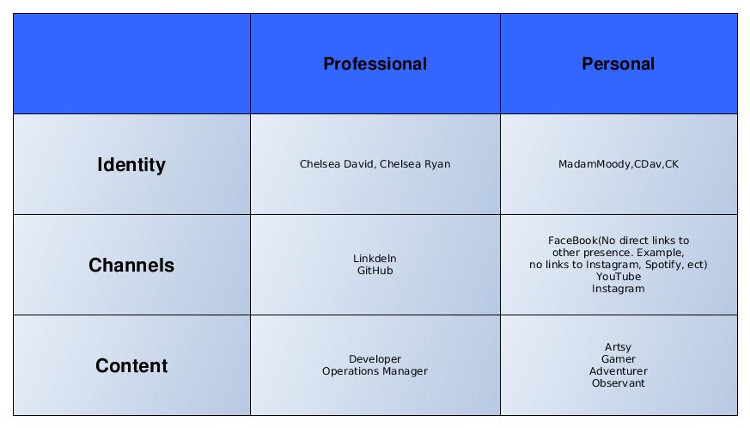 Professional
Personal
Identity
Chelsea David, Chelsea Ryan
MadamMoody,CDav,CK
Channels
LinkdeIn
GitHub
FaceBook(No direct links to
other presence. Example,
no links to Instagram, Spotify, ect)
YouTube
Instagram
Content
Developer
Operations Manager
Artsy
Gamer
Adventurer
Observant